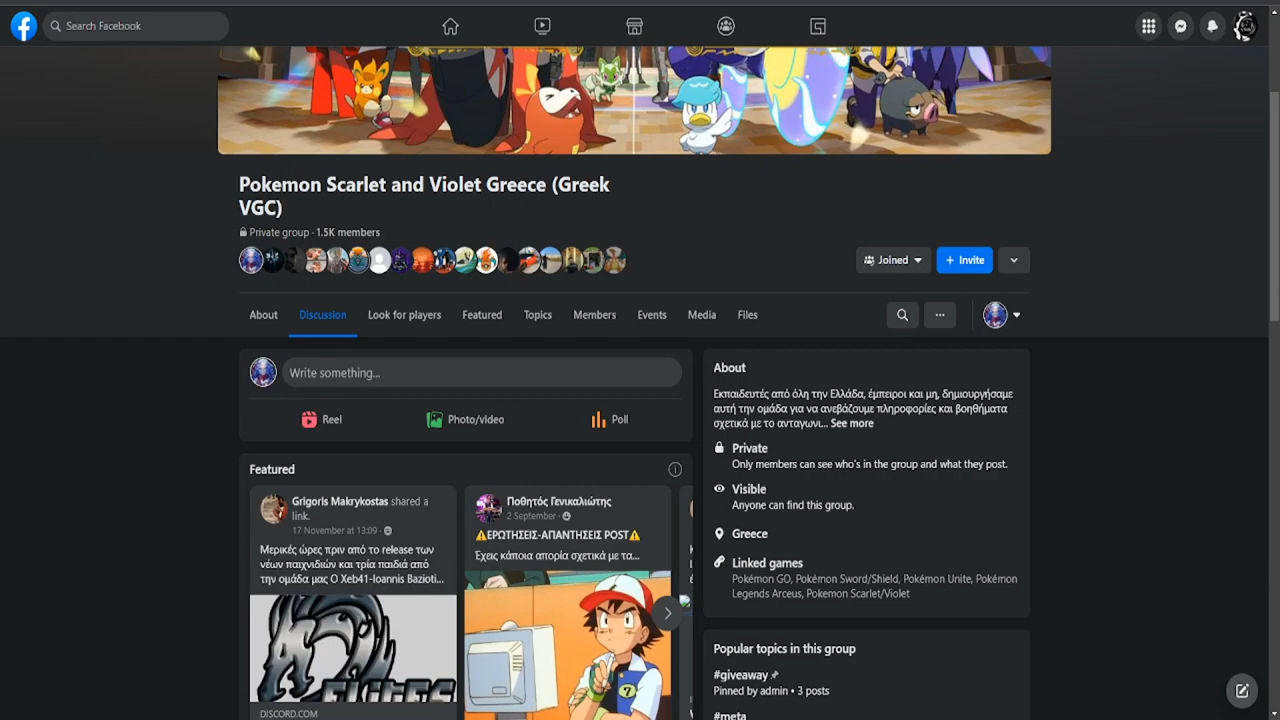 Search Facebook
Pokemon Scarlet and Violet Greece (Greek
VGC)
Private group · 1.5K members
Joined
+ Invite
About
Discussion
Look for players
Featured
Topics
Members
Events
Media
Files
Write something...
Reel
Photo/video
Poll
Featured
Grigoris Makrykostas shared a
link.
17 November at 13:09 ·
Μερικές ώρες πριν από το release των
νέων παιχνιδιών και τρία παιδιά από
την ομάδα μας Ο Xeb41-Ioannis Bazioti...
DISCORD.COM
Ποθητός Γενικαλιώτης
2 September ·
⚠️ΕΡΩΤΗΣΕΙΣ-ΑΠΑΝΤΗΣΕΙΣ POST⚠️
Έχεις κάποια απορία σχετικά με τα...
7
About
Εκπαιδευτές από όλη την Ελλάδα, έμπειροι και μη, δημιουργήσαμε
αυτή την ομάδα για να ανεβάζουμε πληροφορίες και βοηθήματα
σχετικά με το ανταγωνι... See more
Private
Only members can see who's in the group and what they post.
Visible
Anyone can find this group.
Greece
Linked games
Pokémon GO, Pokémon Sword/Shield, Pokémon Unite, Pokémon
Legends Arceus, Pokemon Scarlet/Violet
Popular topics in this group
#giveaway
Pinned by admin • 3 posts
#meta